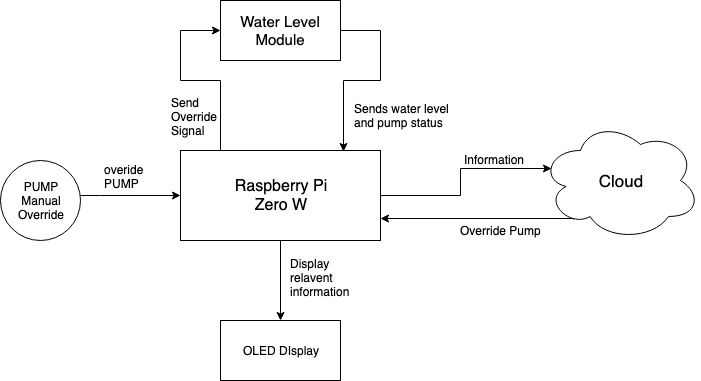 Water Level
Module
Send
Override
Signal
Sends water level
and pump status
PUMP
Manual
Override
overide
PUMP
Raspberry Pi
Zero W
Information
Cloud
Override Pump
Display
relavent
information
OLED DIsplay